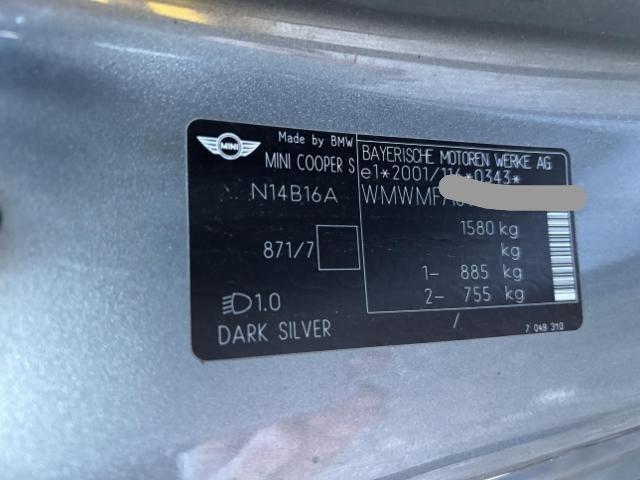 MINI
Made by BMW
MINI COOPER S
N14B16A
871/7
1.0
DARK SILVER
BAYERISCHE MOTOREN WERKE AG
e1*2001/116*0343*
WMWMF
1580 kg
kg
1- 885 kg
2- 755 kg
/
7 049 310